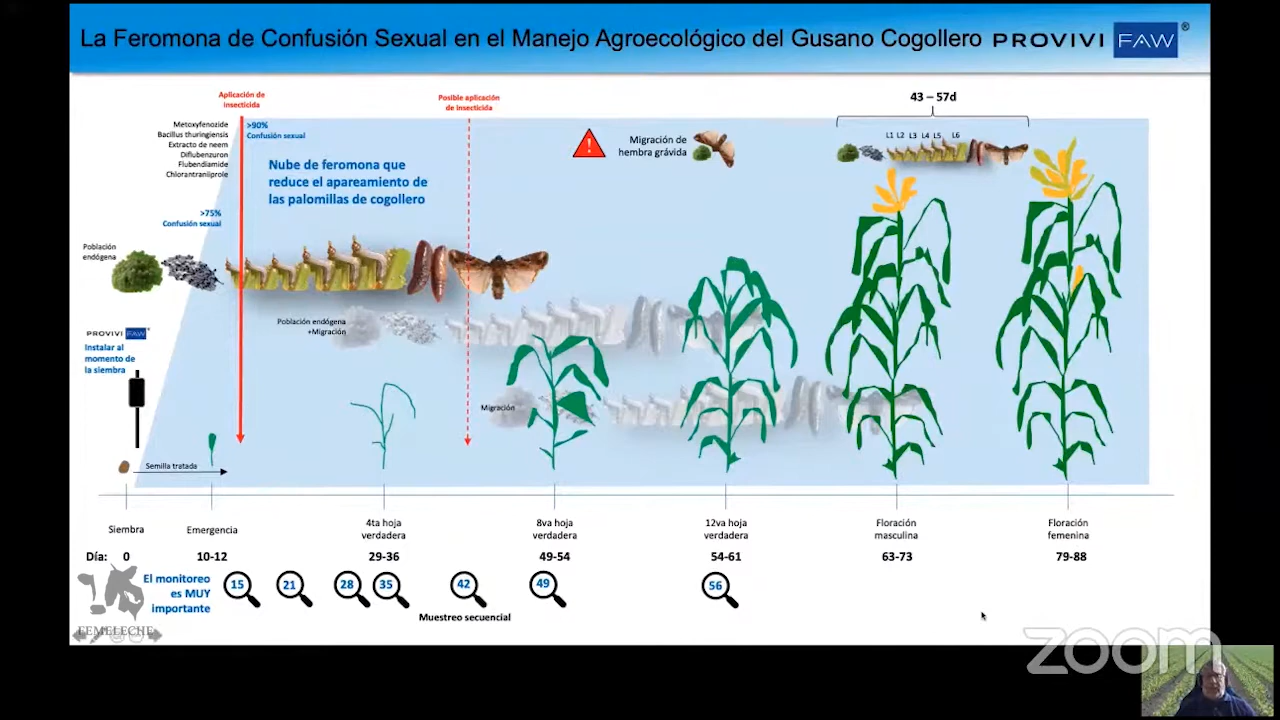 La Feromona de Confusión Sexual en el Manejo Agroecológico del Gusano Cogollero PROVIVI FAW®
Aplicación de
insecticida
Posible aplicación
de insecticida
43 – 57d
Metoxyfenozide
Bacillus thuringiensis
Extracto de neem
Diflubenzuron
Flubendiamide
Chlorantraniiprole
>90%
Confusión sexual
L1 L2 L3 L4 L5 L6
Migración de
hembra grávida
Nube de feromona que
reduce el apareamiento de
las palomillas de cogollero
>75%
Confusión sexual
Población
endógena
Población endógena
+Migración
PROVIVI FAW®
Instalar al
momento de
la siembra
Migración
Semilla tratada
Siembra
Emergencia
4ta hoja
verdadera
8va hoja
verdadera
12va hoja
verdadera
Floración
masculina
Floración
femenina
Día: 0 10-12 29-36 49-54 54-61 63-73 79-88
El monitoreo
es MUY
importante
15 21 28 35 42 49 56
Muestreo secuencial
FEMELECHE
zoom